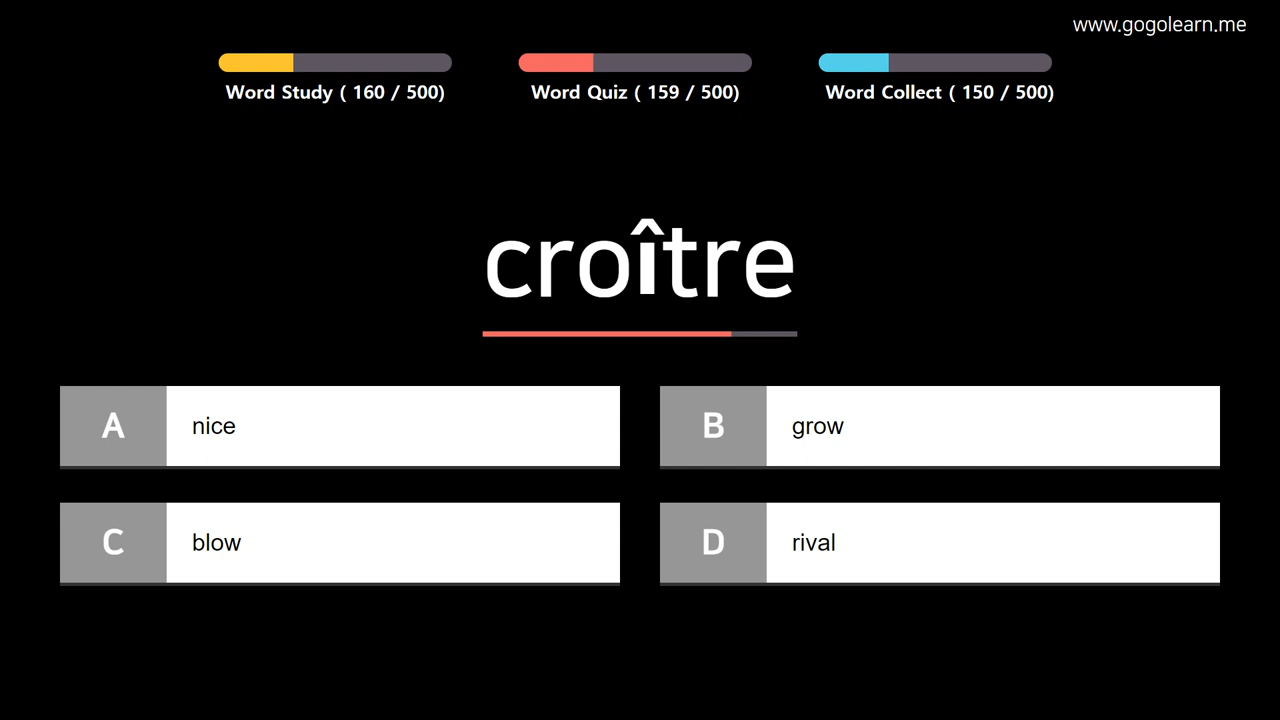 www.gogolearn.me
Word Study ( 160 / 500)
Word Quiz ( 159 / 500)
Word Collect ( 150 / 500)
croître
A nice
B grow
C blow
D rival